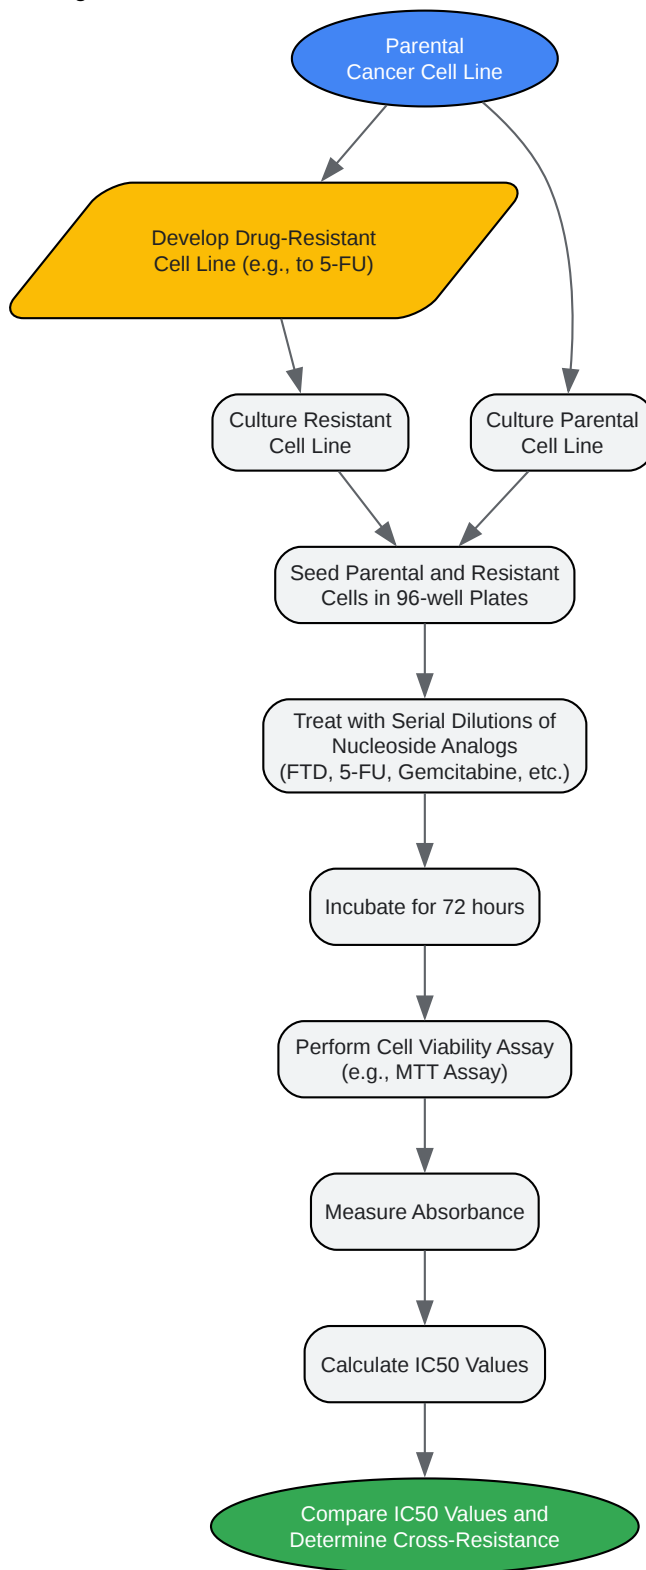 Parental
Cancer Cell Line
Develop Drug-Resistant
Cell Line (e.g., to 5-FU)
Culture Resistant
Cell Line
Culture Parental
Cell Line
Seed Parental and Resistant
Cells in 96-well Plates
Treat with Serial Dilutions of
Nucleoside Analogs
(FTD, 5-FU, Gemcitabine, etc.)
Incubate for 72 hours
Perform Cell Viability Assay
(e.g., MTT Assay)
Measure Absorbance
Calculate IC50 Values
Compare IC50 Values and
Determine Cross-Resistance